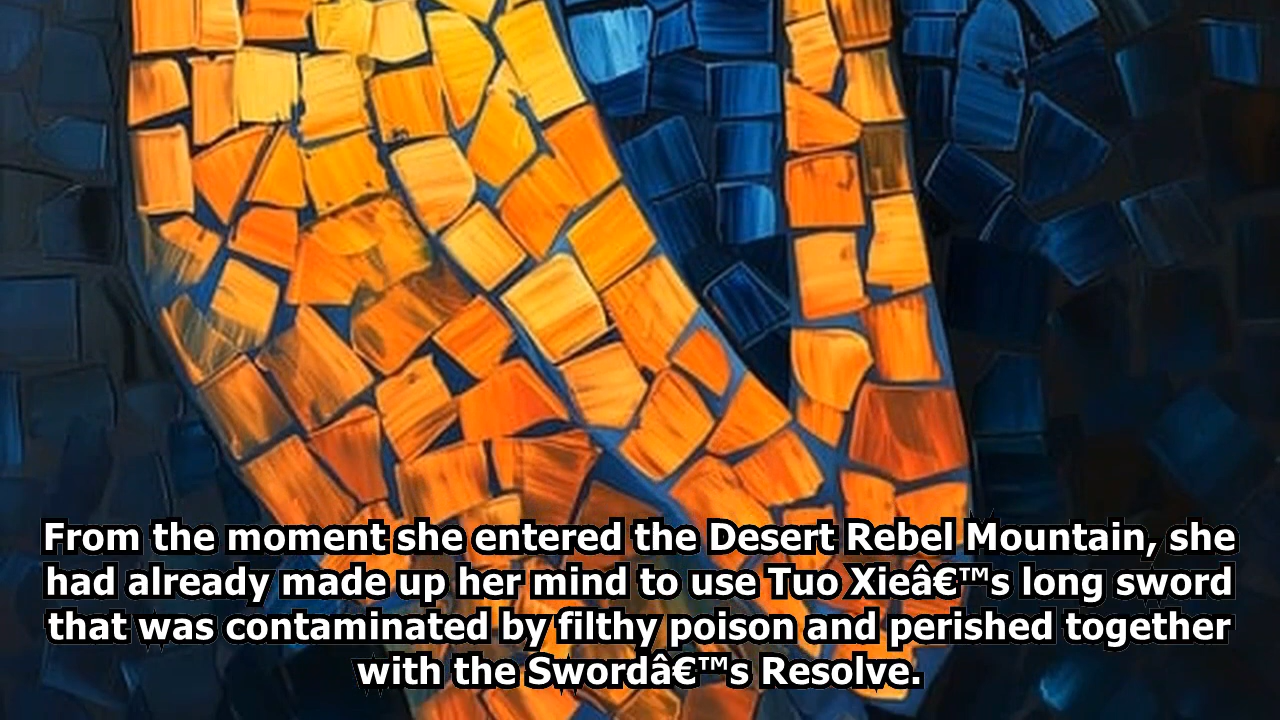 From the moment she entered the Desert Rebel Mountain, she
had already made up her mind to use Tuo Xieâ€™s long sword
that was contaminated by filthy poison and perished together
with the Swordâ€™s Resolve.